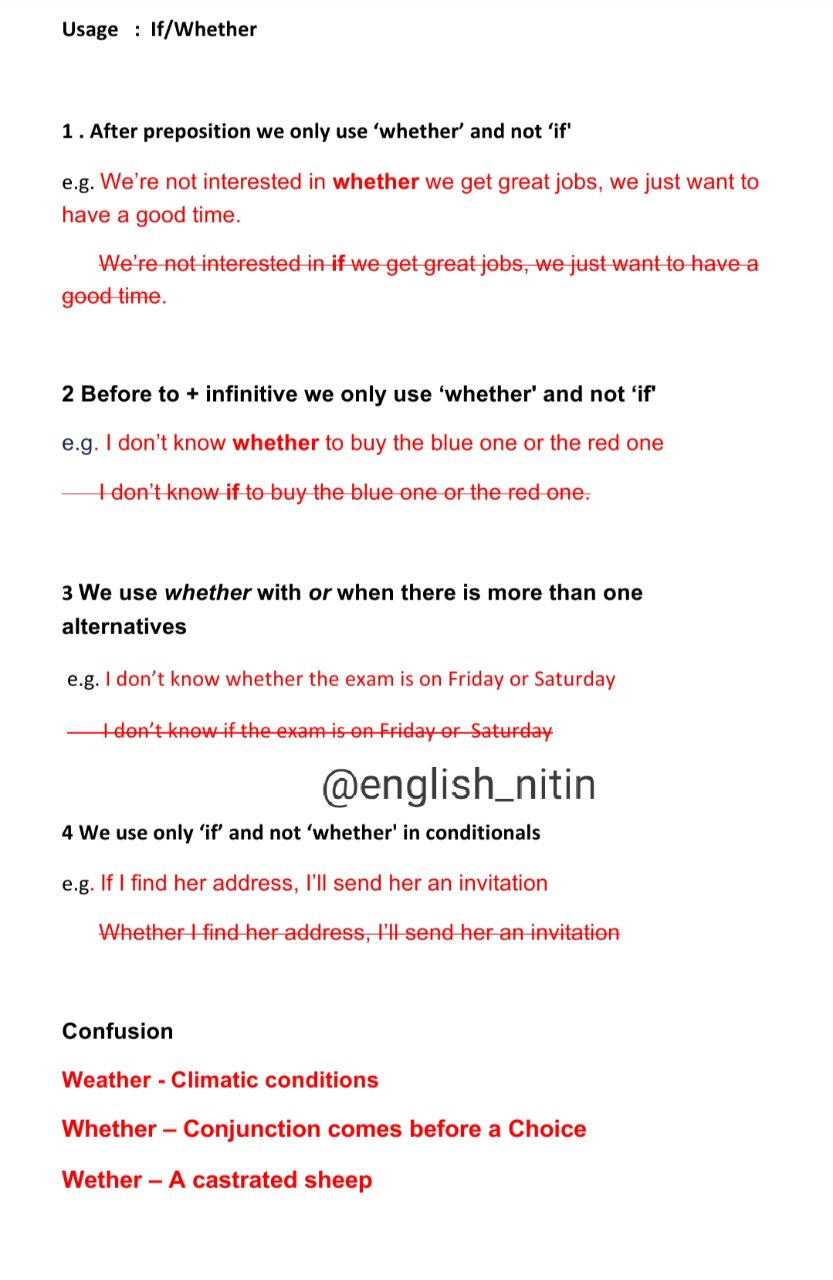 Usage : If/Whether
1 . After preposition we only use ‘whether’ and not ‘if'
e.g. We’re not interested in whether we get great jobs, we just want to
have a good time.
We’re not interested in if we get great jobs, we just want to have a
good time.
2 Before to + infinitive we only use ‘whether' and not ‘if'
e.g. I don’t know whether to buy the blue one or the red one
I don’t know if to buy the blue one or the red one.
3 We use whether with or when there is more than one
alternatives
e.g. I don’t know whether the exam is on Friday or Saturday
I don’t know if the exam is on Friday or Saturday
@english_nitin
4 We use only ‘if’ and not ‘whether' in conditionals
e.g. If I find her address, I’ll send her an invitation
Whether I find her address, I’ll send her an invitation
Confusion
Weather - Climatic conditions
Whether – Conjunction comes before a Choice
Wether – A castrated sheep